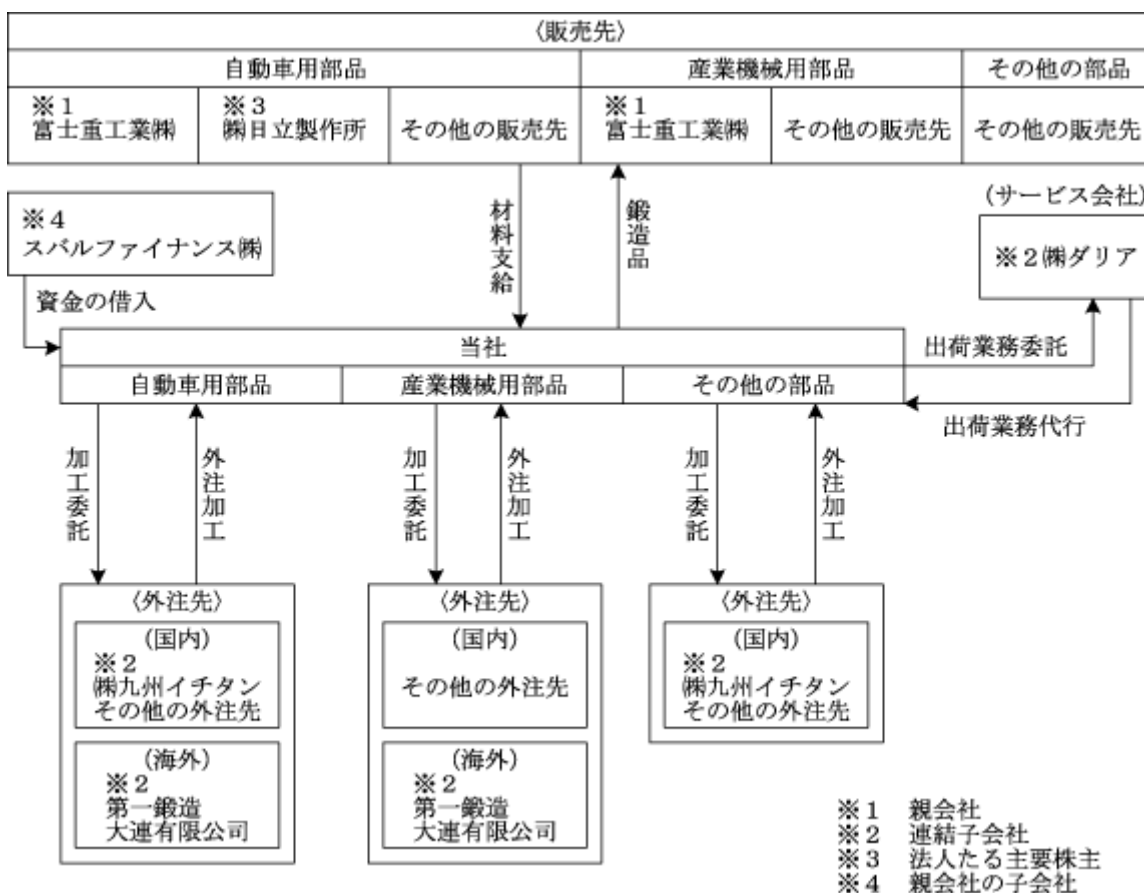 〈販売先〉
自動車用部品
産業機械用部品
その他の部品
※1
富士重工業㈱
※3
㈱日立製作所
その他の販売先
※1
富士重工業㈱
その他の販売先
その他の販売先
※4
スバルファイナンス㈱
資金の借入
材料支給
鍛造品
(サービス会社)
※2㈱ダリア
当社
自動車用部品
産業機械用部品
その他の部品
出荷業務委託
出荷業務代行
加工委託
外注加工
加工委託
外注加工
加工委託
外注加工
〈外注先〉
(国内)
※2
㈱九州イチタン
その他の外注先
(海外)
※2
第一鍛造
大連有限公司
〈外注先〉
(国内)
その他の外注先
(海外)
※2
第一鍛造
大連有限公司
〈外注先〉
(国内)
※2
㈱九州イチタン
その他の外注先
※1 親会社
※2 連結子会社
※3 法人たる主要株主
※4 親会社の子会社